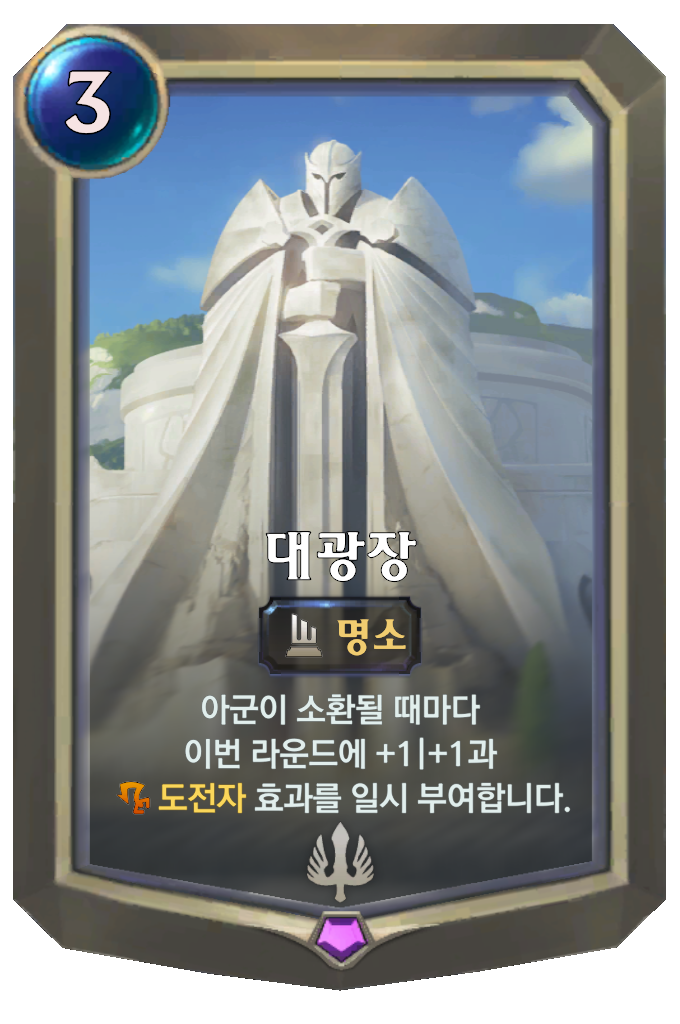 3
대광장
명소
아군이 소환될 때마다
이번 라운드에 +1|+1과
도전자 효과를 일시 부여합니다.